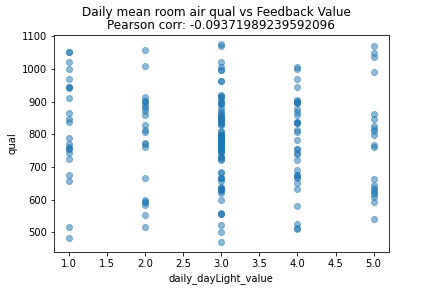 Daily mean room air qual vs Feedback Value
Pearson corr: -0.09371989239592096
1100
1000
900
800
700
600
500
qual
1.0 1.5 2.0 2.5 3.0 3.5 4.0 4.5 5.0
daily_dayLight_value